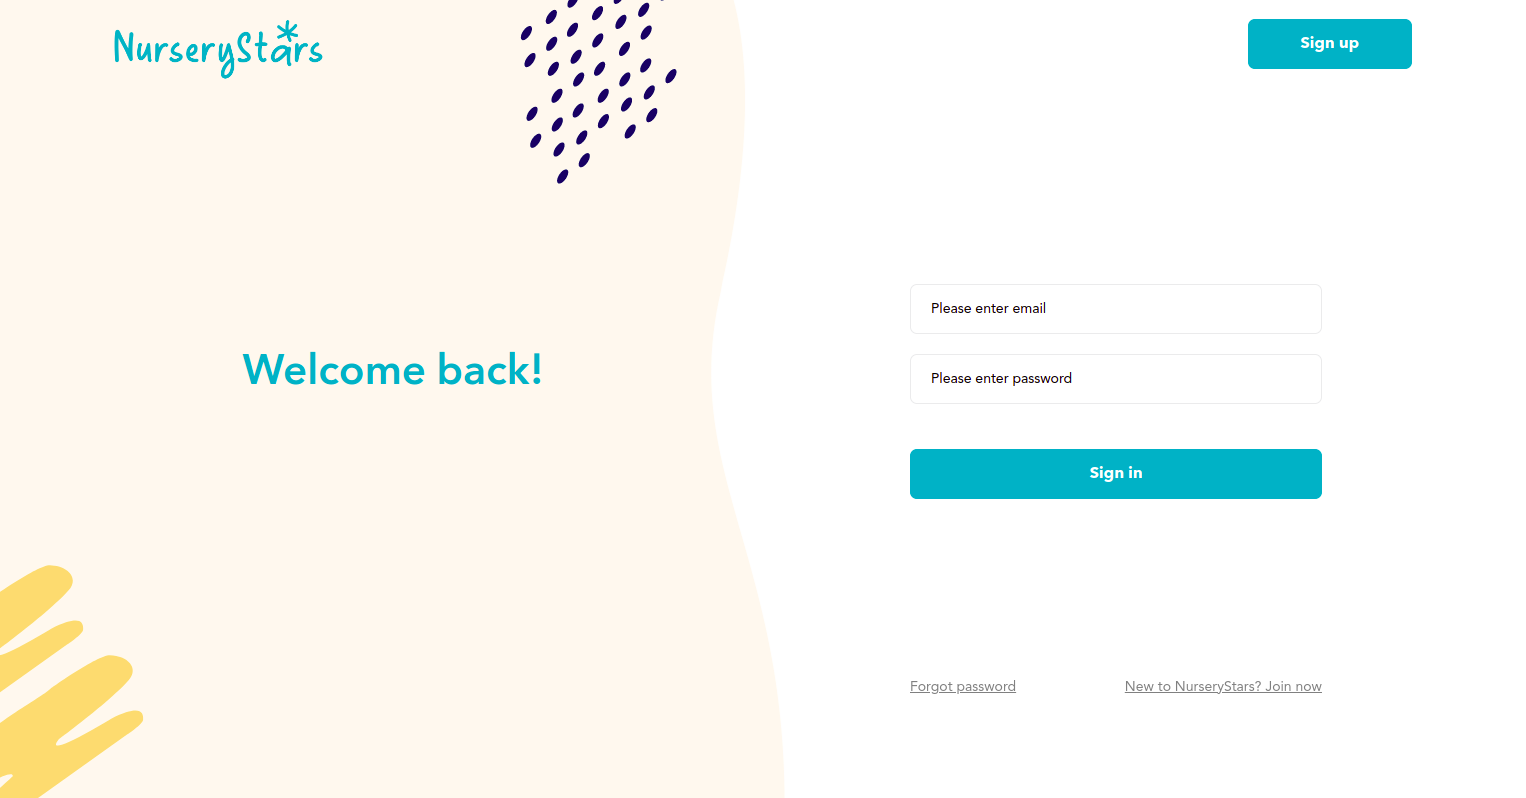 NurseryStars
Sign up
Please enter email
Welcome back!
Please enter password
Sign in
Forgot password
New to NurseryStars? Join now